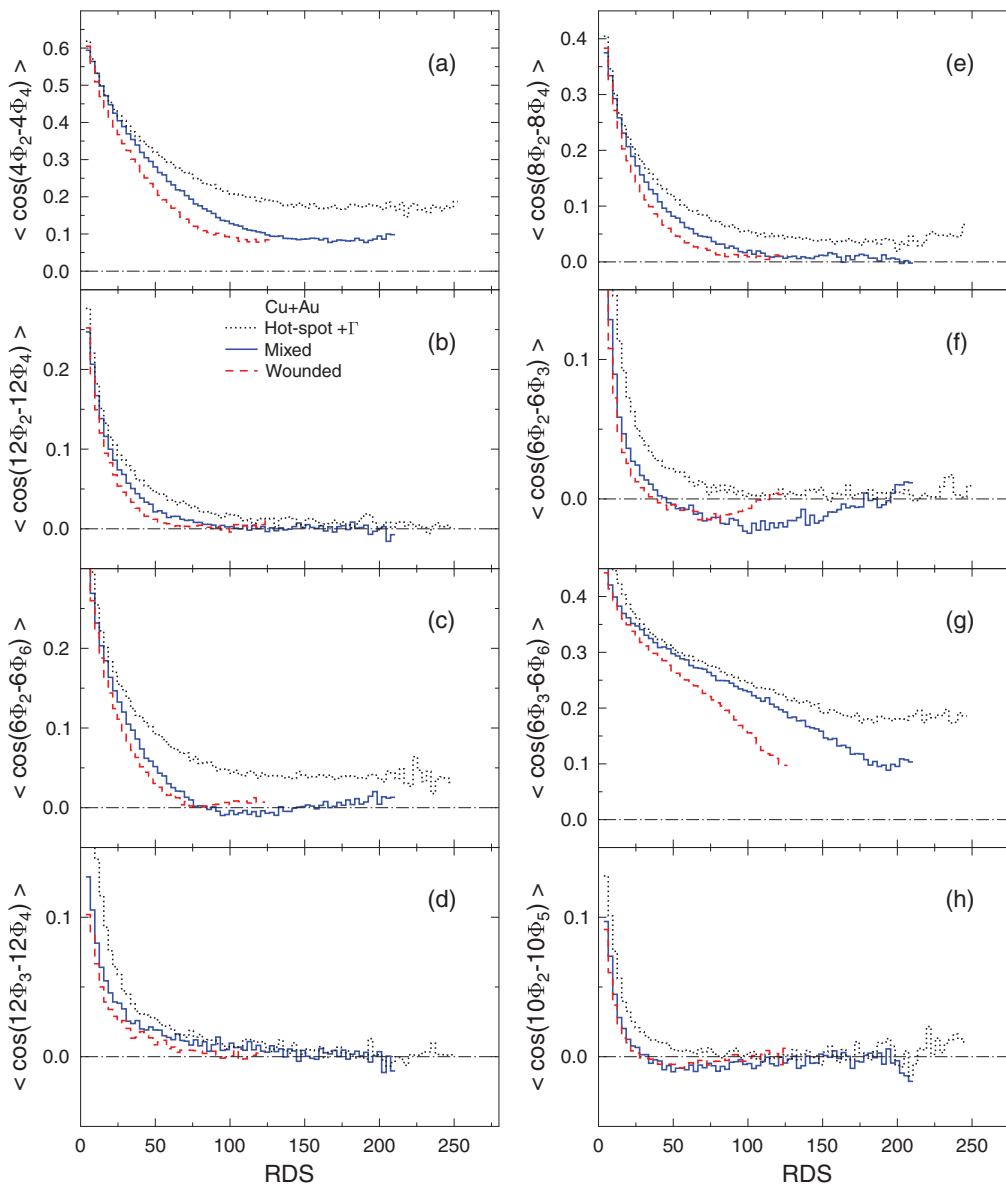 < cos(4Φ2-4Φ4) >
0.6
0.5
0.4
0.3
0.2
0.1
0.0
(a)
< cos(12Φ2-12Φ4) >
0.2
0.1
0.0
(b)
Cu+Au
Hot-spot +Γ
Mixed
Wounded
< cos(6Φ2-6Φ6) >
0.2
0.1
0.0
(c)
< cos(12Φ3-12Φ4) >
0.1
0.0
(d)
0 50 100 150 200 250
RDS
< cos(8Φ2-8Φ4) >
0.4
0.3
0.2
0.1
0.0
(e)
< cos(6Φ2-6Φ3) >
0.1
0.0
(f)
< cos(6Φ3-6Φ6) >
0.4
0.3
0.2
0.1
0.0
(g)
< cos(10Φ2-10Φ5) >
0.1
0.0
(h)
0 50 100 150 200 250
RDS